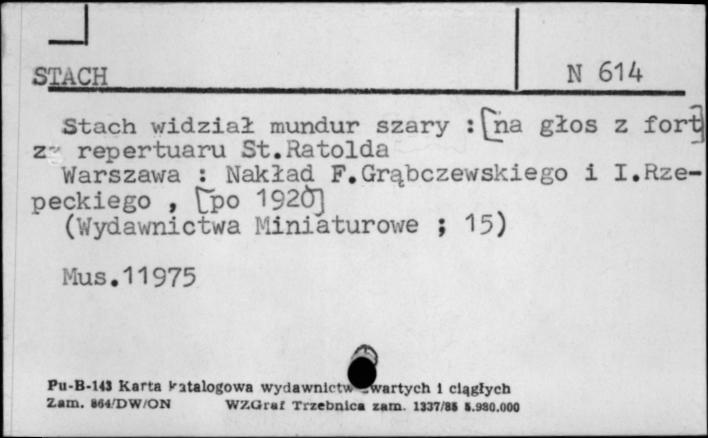 STACH N 614
Stach widział mundur szary : [na głos z fort]
z repertuaru St.Ratolda
Warszawa : Nakład F.Grąbczewskiego i I.Rze-
peckiego , [po 1920]
(Wydawnictwa Miniaturowe ; 15)
Mus.11975
Pu-B-143 Karta katalogowa wydawnictw zwartych i ciągłych
Zam. 864/DW/ON WZGraf Trzebnica zam. 1337/85 5.980.000